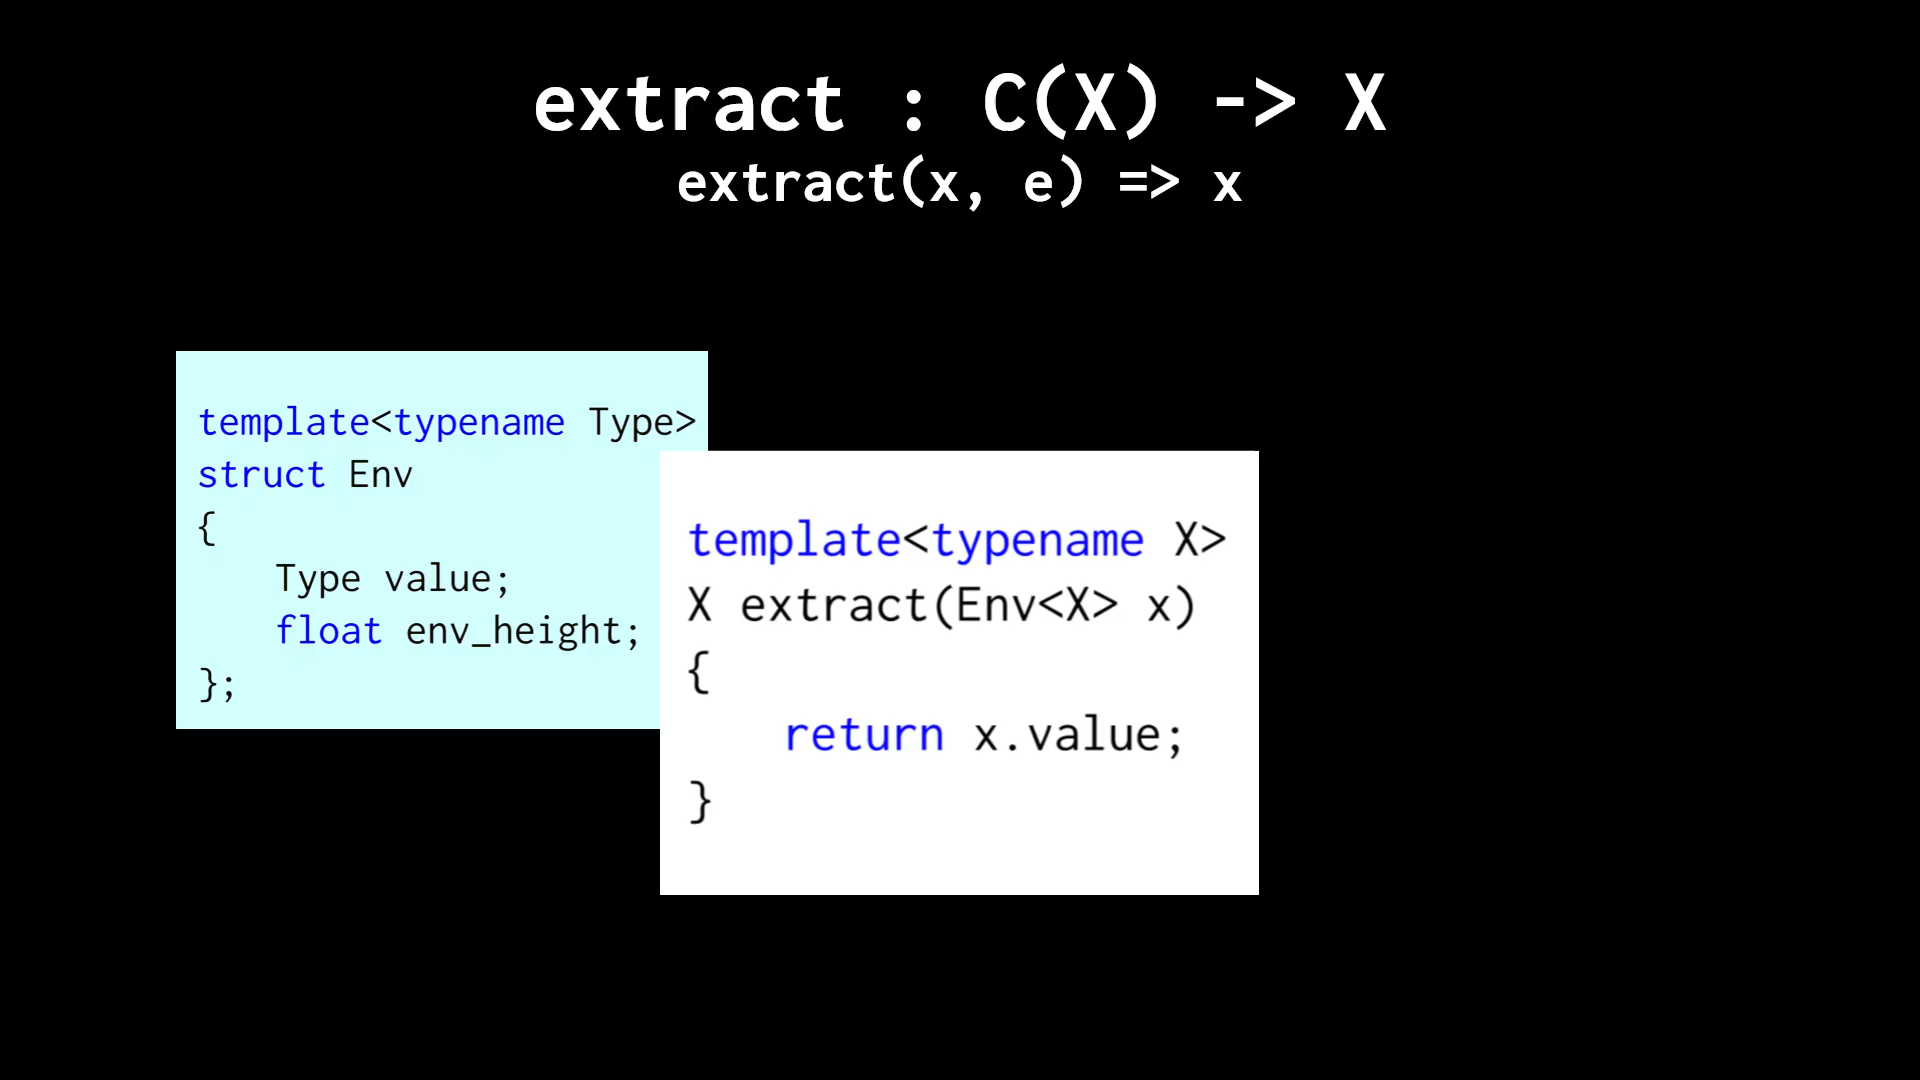 extract : C(X) -> X
extract(x, e) => x
template<typename Type>
struct Env
{
    Type value;
    float env_height;
};
template<typename X>
X extract(Env<X> x)
{
    return x.value;
}